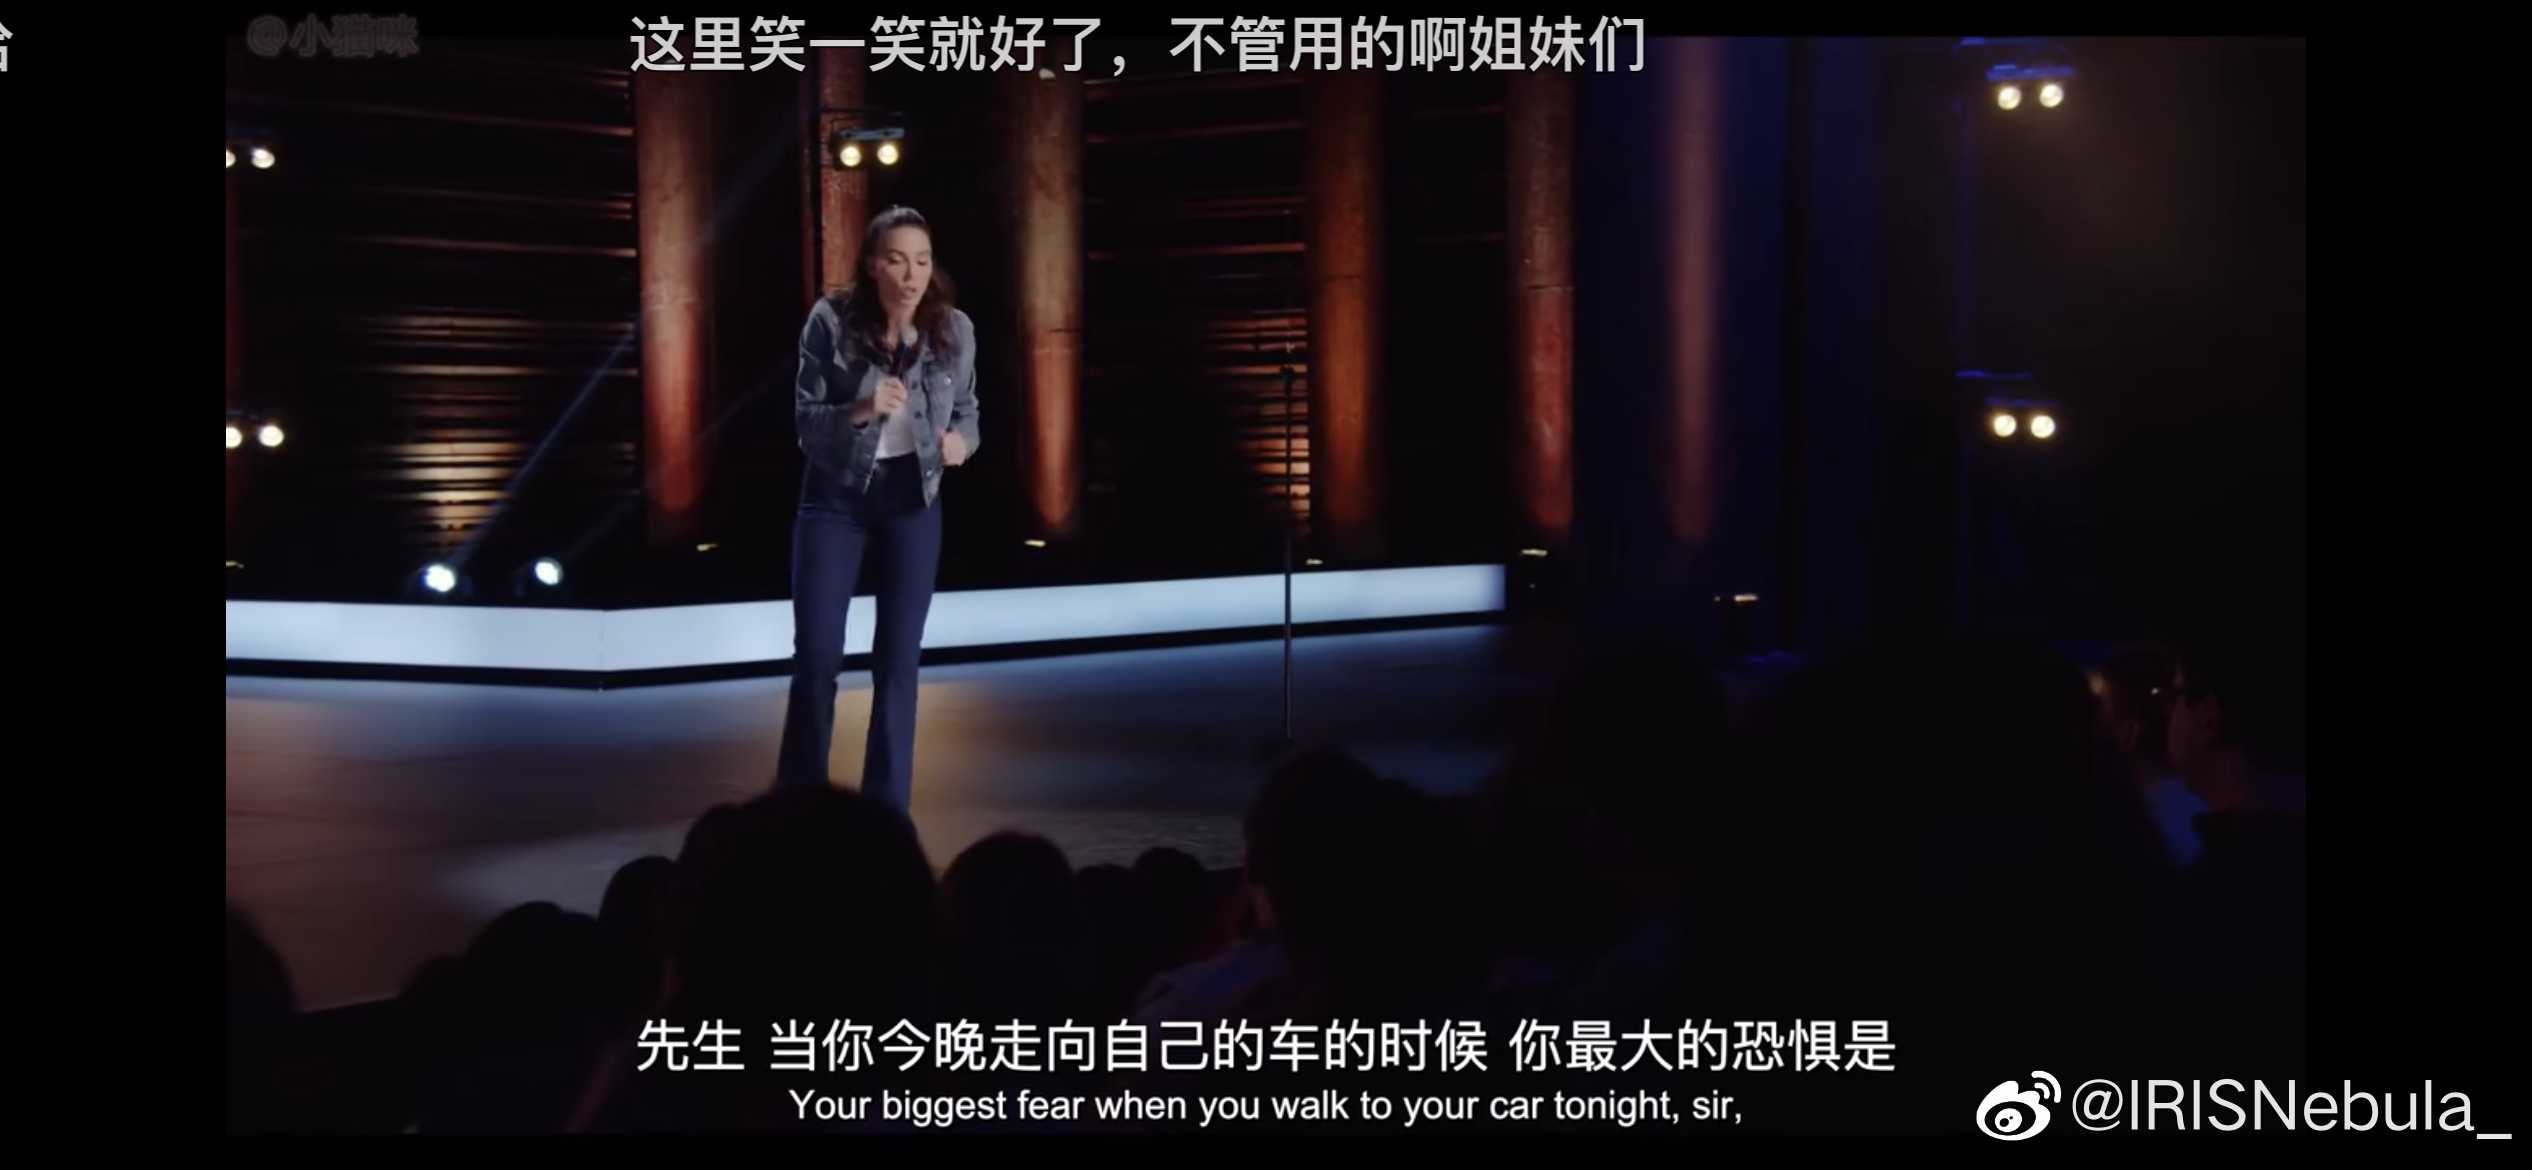 @小猫咪
这里笑一笑就好了，不管用的啊姐妹们
先生 当你今晚走向自己的车的时候 你最大的恐惧是
Your biggest fear when you walk to your car tonight, sir,
@IRISNebula_